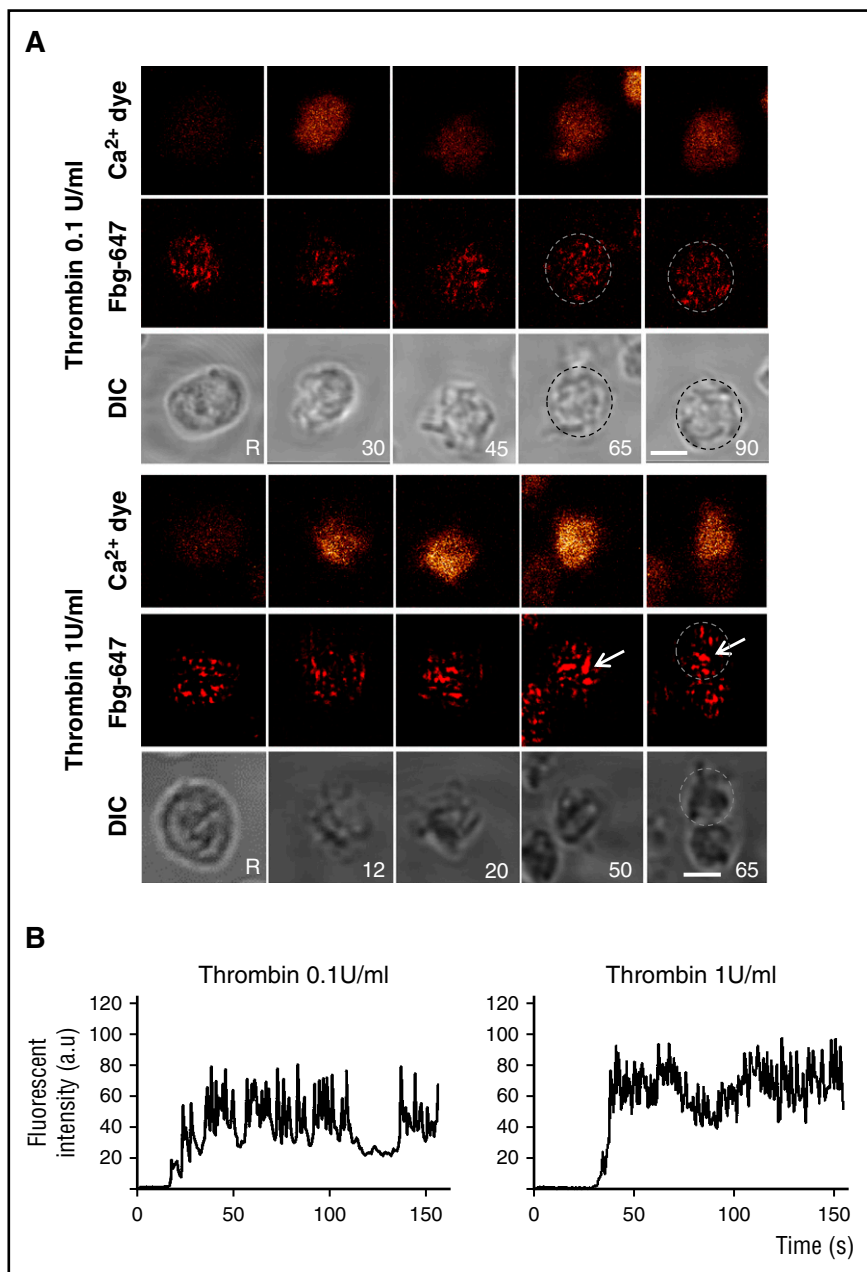 A
Thrombin 0.1 U/ml
Ca²⁺ dye
Fbg-647
DIC
R
30
45
65
90
Thrombin 1U/ml
Ca²⁺ dye
Fbg-647
DIC
R
12
20
50
65
B
Thrombin 0.1U/ml
Thrombin 1U/ml
Fluorescent
intensity (a.u)
120
100
80
60
40
20
0
50
100
150
120
100
80
60
40
20
0
50
100
150
Time (s)